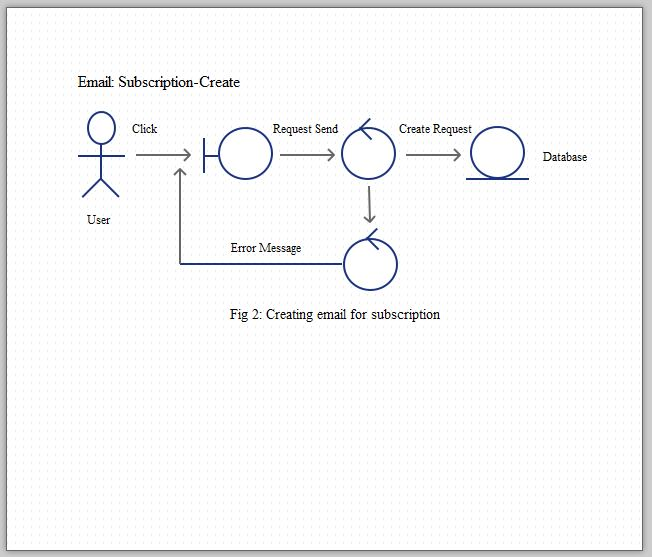 Email: Subscription-Create
Click
Request Send
Create Request
Database
User
Error Message
Fig 2: Creating email for subscription